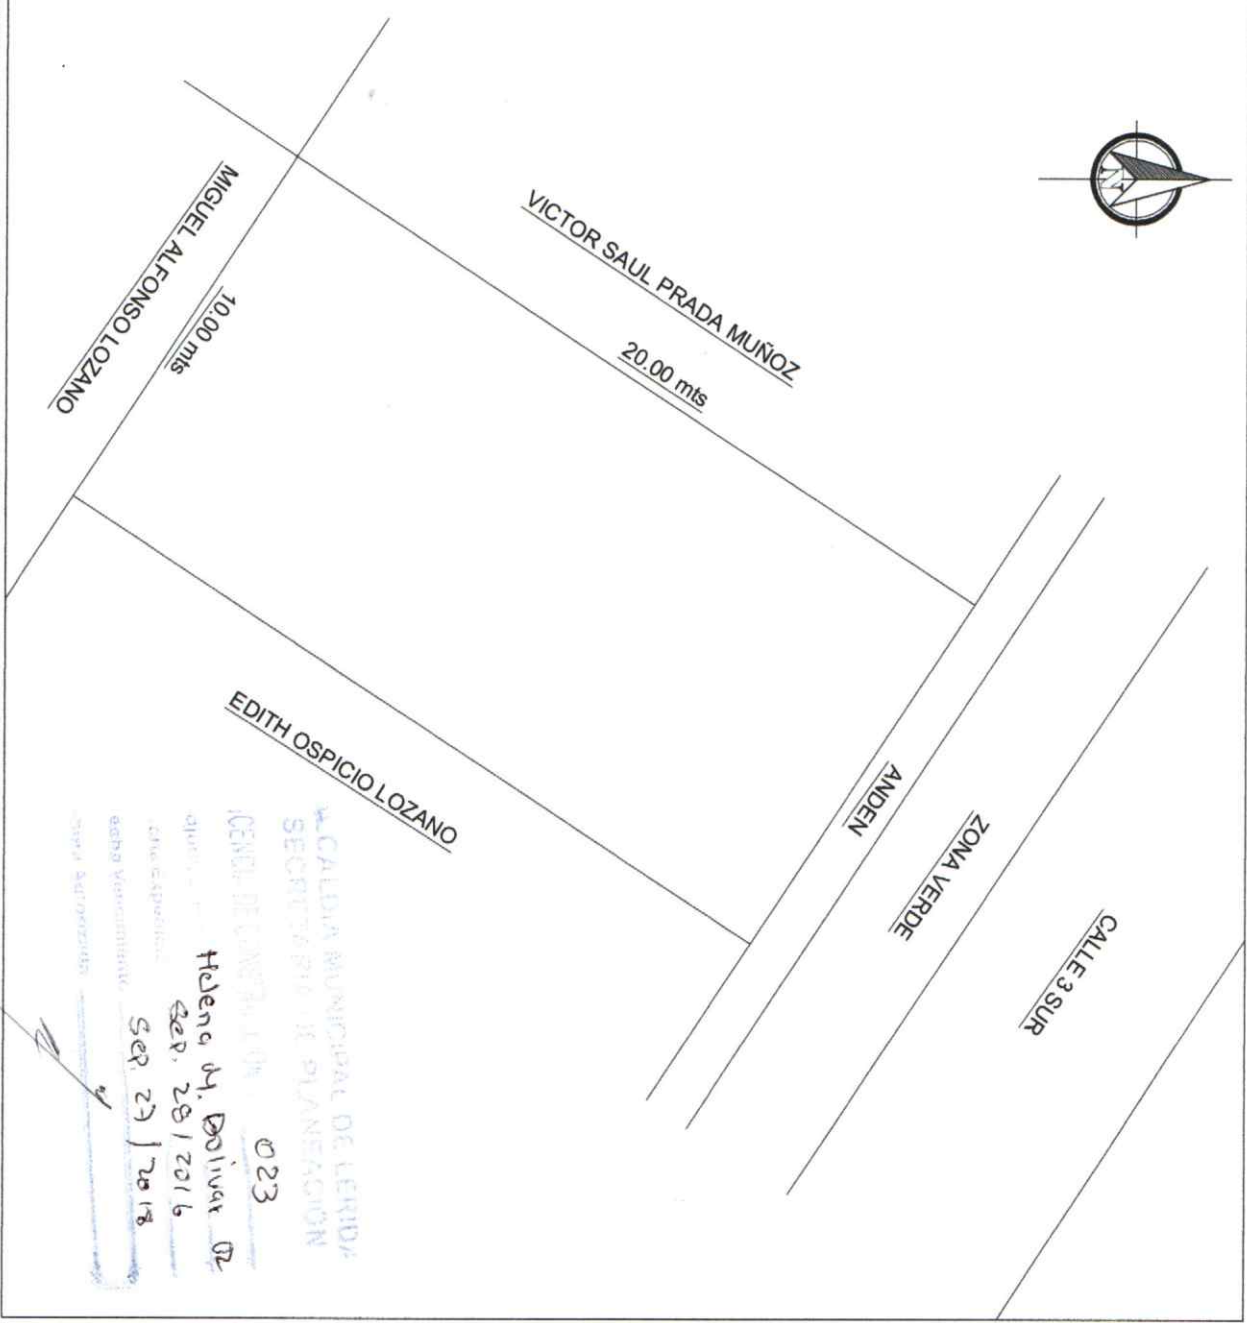 N
VICTOR SAUL PRADA MUÑOZ
20.00 mts
MIGUEL ALFONSO LOZANO
10.00 mts
EDITH OSPICIO LOZANO
ANDEN
ZONA VERDE
CALLE 3 SUR
ALCALDIA MUNICIPAL DE LERIDA
SECRETARIA DE PLANEACION
023
Helena M. Bolivar
Sep. 28 / 2016
Sep. 27 / 2018